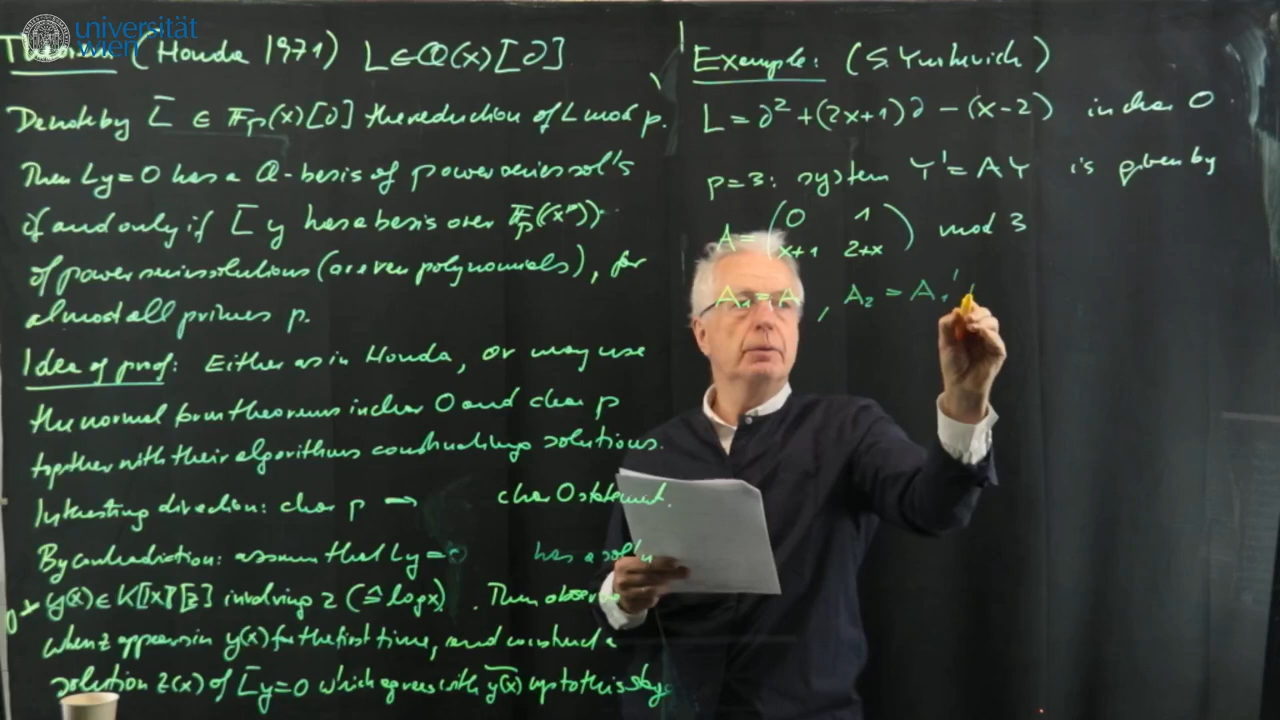 universität
wien
Theorem (Honda 1971) L∈Q(x)[∂]
Denote by L̄ ∈ 𝔽p(x)[∂] the reduction of L mod p.
Then Ly=0 has a Q-basis of power series sol's
if and only if L̄y has a basis over 𝔽p((xᵖ))
of power series solutions (or even polynomials), for
almost all primes p.
Idea of proof: Either as in Honda, or may use
the normal form theorems in char 0 and char p
together with their algorithms constructing solutions.
Interesting direction: char p → char 0 statement.
By contradiction: assume that Ly=0 has a sol'n
y(x)∈K[[x]][z] involving z (≙ log x). Then observe
when z appears in y(x) for the first time, and construct a
solution z(x) of L̄y=0 which agrees with ȳ(x) up to this stage
Example: (S. Yurkevich)
L = ∂² + (2x+1)∂ − (x−2) in char 0
p=3: system Y' = AY is given by
A = (0 1
x+1 2+x) mod 3
A₁ = A , A₂ = A₁'